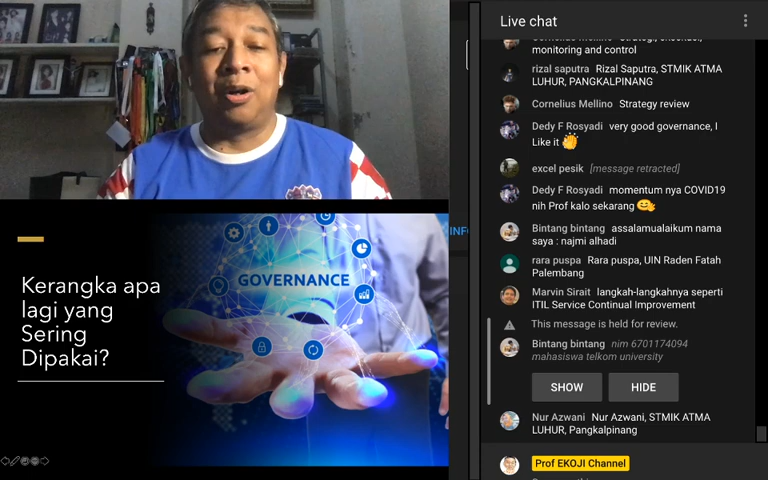 Kerangka apa
lagi yang
Sering
Dipakai?
GOVERNANCE
INFO
Live chat
Cornelius Mellino
monitoring and control
rizal saputra Rizal Saputra, STMIK ATMA
LUHUR, PANGKALPINANG
Cornelius Mellino Strategy review
Dedy F Rosyadi very good governance, I
Like it 👏
excel pesik [message retracted]
Dedy F Rosyadi momentum nya COVID19
nih Prof kalo sekarang 😋
Bintang bintang assalamualaikum nama
saya : najmi alhadi
rara puspa Rara puspa, UIN Raden Fatah
Palembang
Marvin Sirait langkah-langkahnya seperti
ITIL Service Continual Improvement
This message is held for review.
Bintang bintang nim 6701174094
mahasiswa telkom university
SHOW HIDE
Nur Azwani Nur Azwani, STMIK ATMA
LUHUR, Pangkalpinang
Prof EKOJI Channel